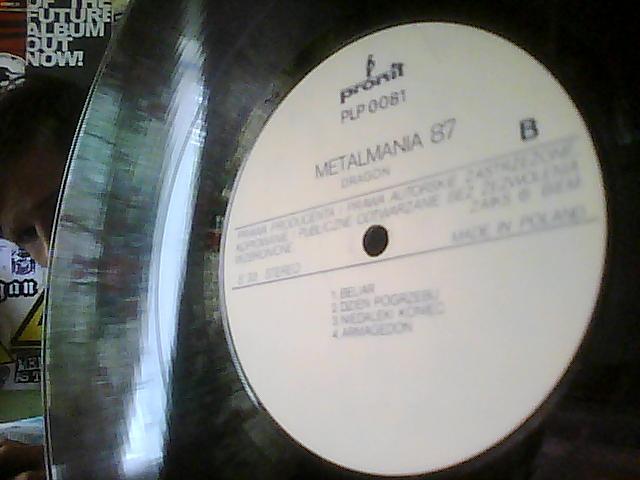 OF THE
FUTURE
ALBUM
OUT
NOW!
pronit
PLP 0081
METALMANIA 87
B
DRAGON
PRAWA PRODUCENTA I PRAWA AUTORSKIE ZASTRZEŻONE
KOPIOWANIE, PUBLICZNE ODTWARZANIE BEZ ZEZWOLENIA
WZBRONIONE ZAIKS BIEM
STEREO MADE IN POLAND
1. BELIAR
2. DZIEŃ POGRZEBU
3. NIEDALEKI KONIEC
4. ARMAGEDON